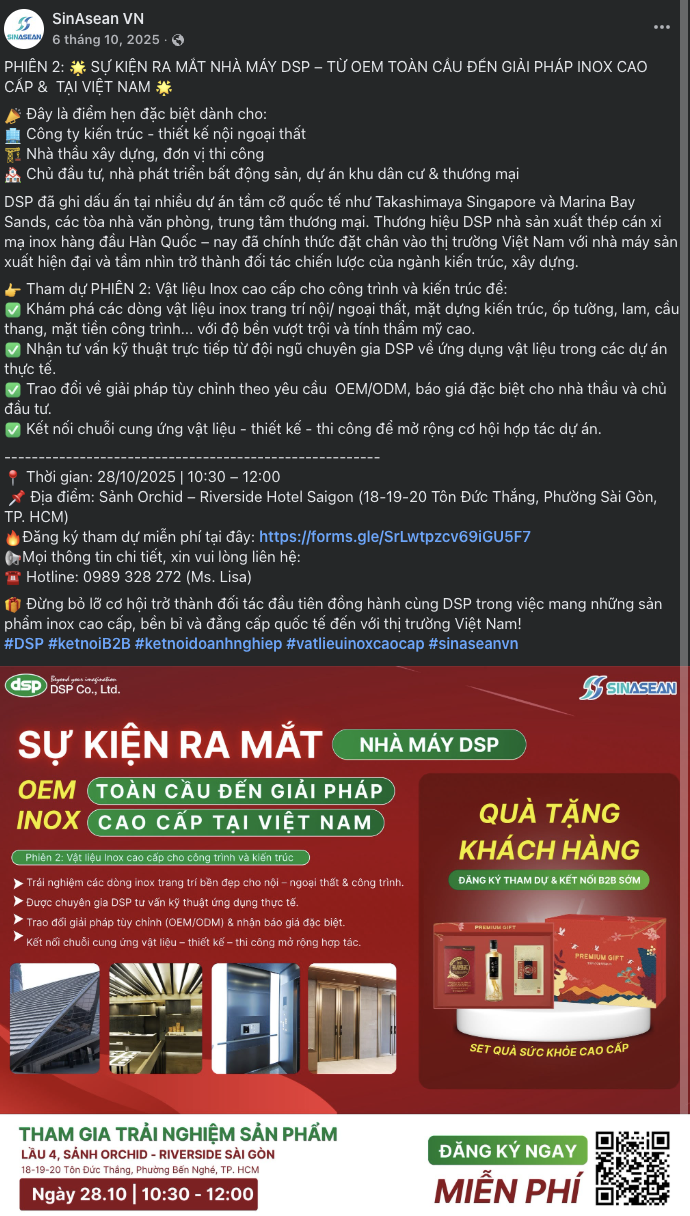 SinAsean VN
6 tháng 10, 2025 ·
PHIÊN 2: 🌟 SỰ KIỆN RA MẮT NHÀ MÁY DSP – TỪ OEM TOÀN CẦU ĐẾN GIẢI PHÁP INOX CAO
CẤP & TẠI VIỆT NAM 🌟
🎉 Đây là điểm hẹn đặc biệt dành cho:
🏢 Công ty kiến trúc - thiết kế nội ngoại thất
🏗️ Nhà thầu xây dựng, đơn vị thi công
🏘️ Chủ đầu tư, nhà phát triển bất động sản, dự án khu dân cư & thương mại
DSP đã ghi dấu ấn tại nhiều dự án tầm cỡ quốc tế như Takashimaya Singapore và Marina Bay
Sands, các tòa nhà văn phòng, trung tâm thương mại. Thương hiệu DSP nhà sản xuất thép cán xi
mạ inox hàng đầu Hàn Quốc – nay đã chính thức đặt chân vào thị trường Việt Nam với nhà máy sản
xuất hiện đại và tầm nhìn trở thành đối tác chiến lược của ngành kiến trúc, xây dựng.
👉 Tham dự PHIÊN 2: Vật liệu Inox cao cấp cho công trình và kiến trúc để:
✅ Khám phá các dòng vật liệu inox trang trí nội/ ngoại thất, mặt dựng kiến trúc, ốp tường, lam, cầu
thang, mặt tiền công trình... với độ bền vượt trội và tính thẩm mỹ cao.
✅ Nhận tư vấn kỹ thuật trực tiếp từ đội ngũ chuyên gia DSP về ứng dụng vật liệu trong các dự án
thực tế.
✅ Trao đổi về giải pháp tùy chỉnh theo yêu cầu OEM/ODM, báo giá đặc biệt cho nhà thầu và chủ
đầu tư.
✅ Kết nối chuỗi cung ứng vật liệu - thiết kế - thi công để mở rộng cơ hội hợp tác dự án.
-------------------------------------------------------
📍 Thời gian: 28/10/2025 | 10:30 – 12:00
📌 Địa điểm: Sảnh Orchid – Riverside Hotel Saigon (18-19-20 Tôn Đức Thắng, Phường Sài Gòn,
TP. HCM)
🔥Đăng ký tham dự miễn phí tại đây: https://forms.gle/SrLwtpzcv69iGU5F7
📢Mọi thông tin chi tiết, xin vui lòng liên hệ:
☎️ Hotline: 0989 328 272 (Ms. Lisa)
🎁 Đừng bỏ lỡ cơ hội trở thành đối tác đầu tiên đồng hành cùng DSP trong việc mang những sản
phẩm inox cao cấp, bền bỉ và đẳng cấp quốc tế đến với thị trường Việt Nam!
#DSP #ketnoiB2B #ketnoidoanhnghiep #vatlieuinoxcaocap #sinaseanvn
dsp
Beyond your imagination
DSP Co., Ltd.
SINASEAN
SỰ KIỆN RA MẮT NHÀ MÁY DSP
OEM TOÀN CẦU ĐẾN GIẢI PHÁP
INOX CAO CẤP TẠI VIỆT NAM
Phiên 2: Vật liệu Inox cao cấp cho công trình và kiến trúc
Trải nghiệm các dòng inox trang trí bền đẹp cho nội – ngoại thất & công trình.
Được chuyên gia DSP tư vấn kỹ thuật ứng dụng thực tế.
Trao đổi giải pháp tùy chỉnh (OEM/ODM) & nhận báo giá đặc biệt.
Kết nối chuỗi cung ứng vật liệu – thiết kế – thi công mở rộng hợp tác.
QUÀ TẶNG
KHÁCH HÀNG
ĐĂNG KÝ THAM DỰ & KẾT NỐI B2B SỚM
PREMIUM GIFT
PREMIUM GIFT
SET QUÀ SỨC KHỎE CAO CẤP
THAM GIA TRẢI NGHIỆM SẢN PHẨM
LẦU 4, SẢNH ORCHID - RIVERSIDE SÀI GÒN
18-19-20 Tôn Đức Thắng, Phường Bến Nghé, TP. HCM
Ngày 28.10 | 10:30 - 12:00
ĐĂNG KÝ NGAY
MIỄN PHÍ